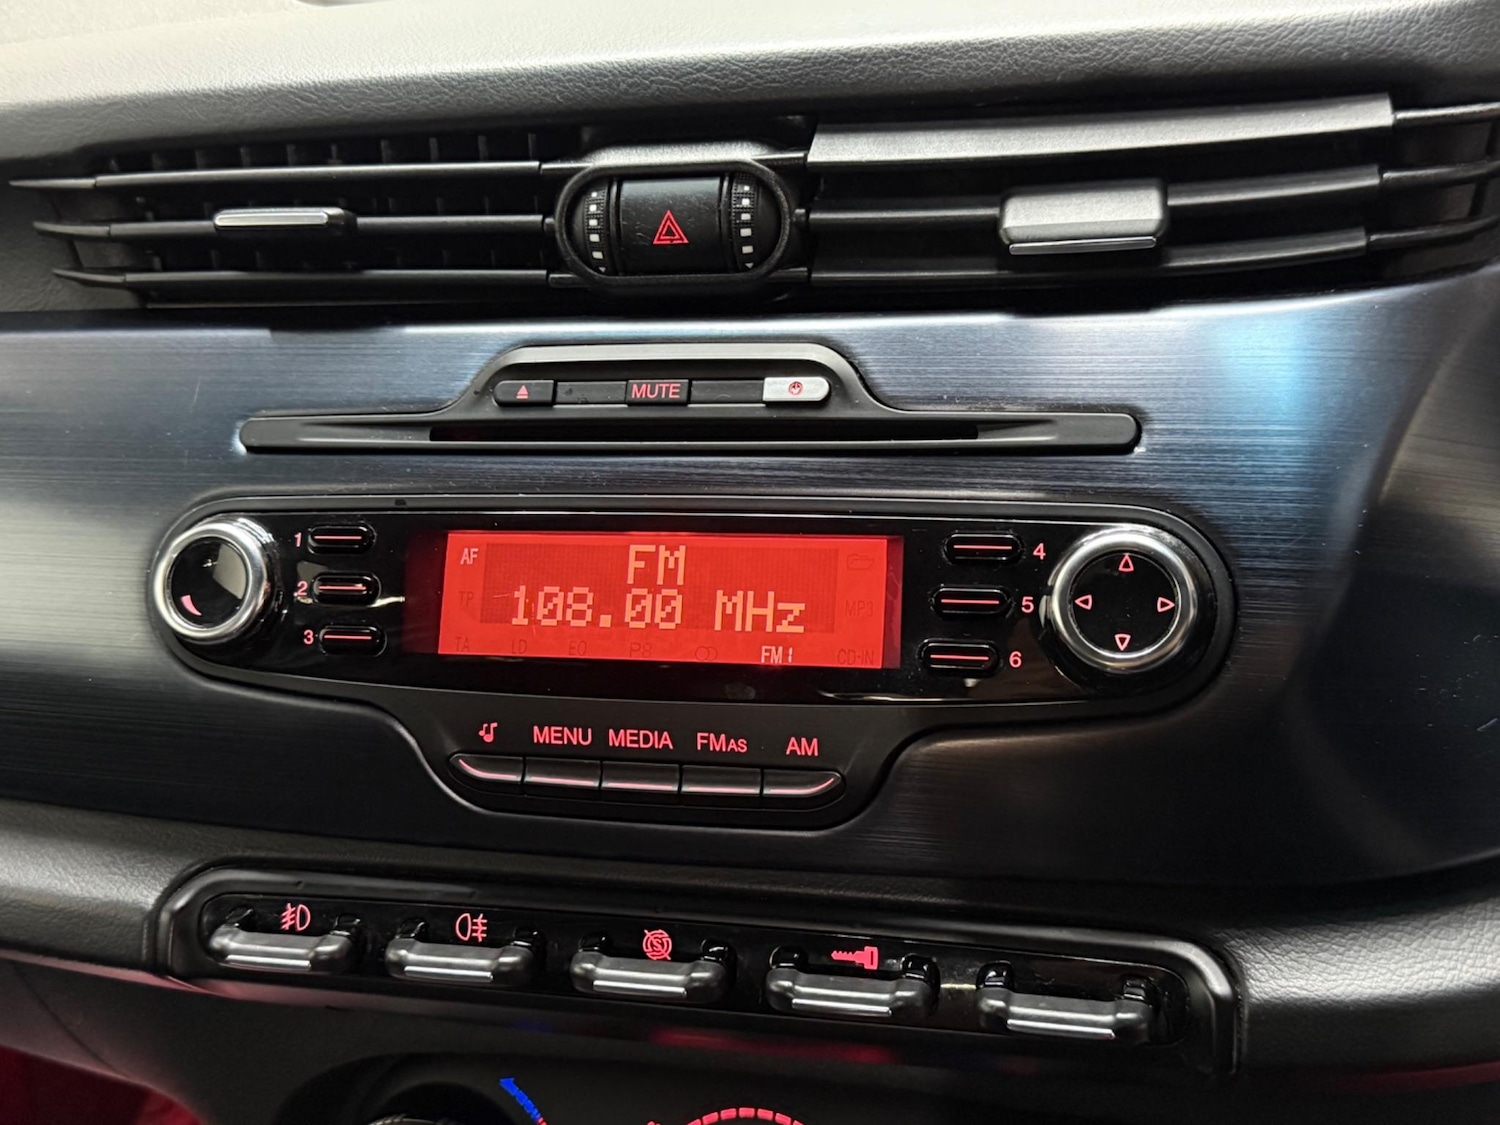 MUTE
1
2
3
AF
FM
108.00 MHz
TP
MP3
TA LD EQ FM1 CD-IN
4
5
6
MENU MEDIA FMAS AM